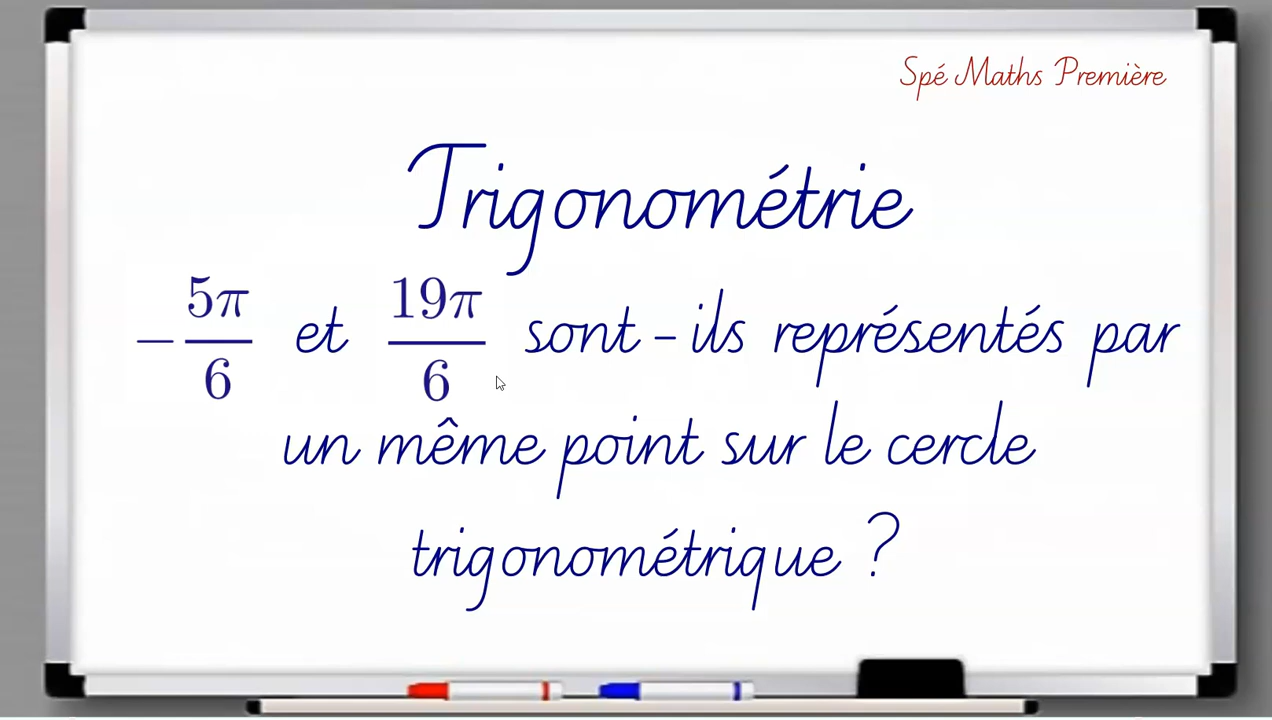 Spé Maths Première
Trigonométrie
−5π/6 et 19π/6 sont-ils représentés par
un même point sur le cercle
trigonométrique ?